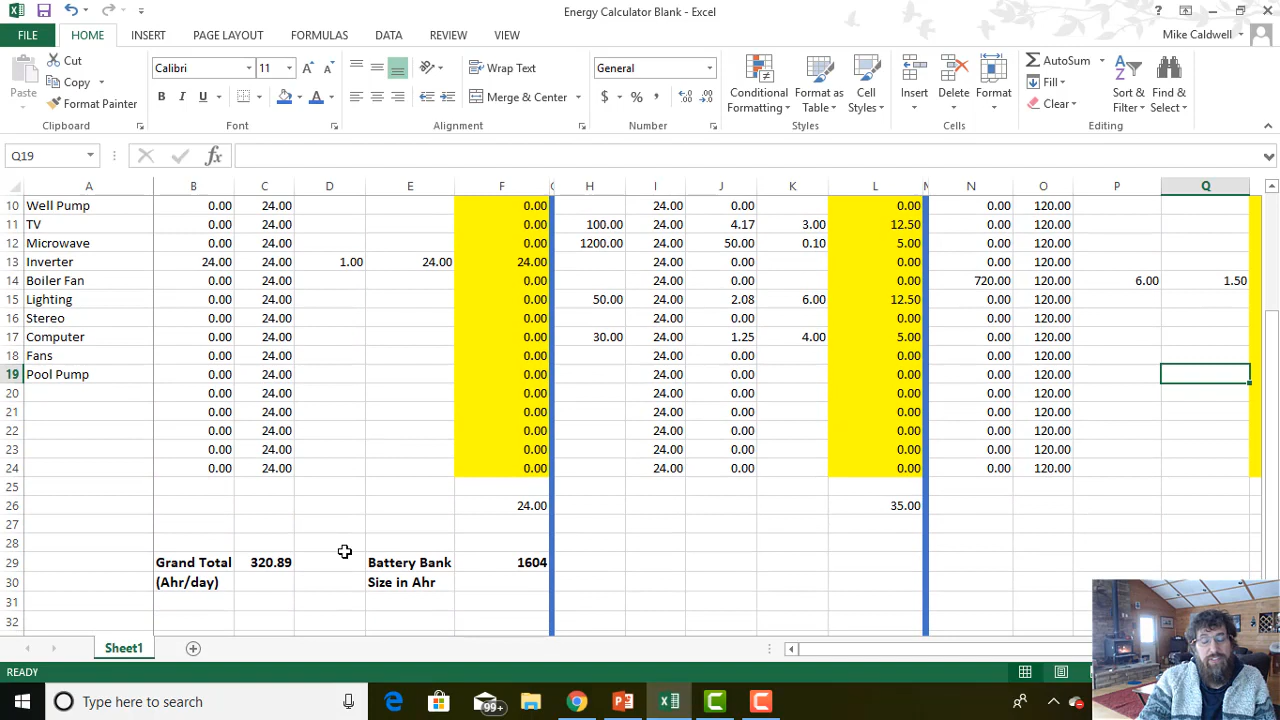 Energy Calculator Blank - Excel
FILE HOME INSERT PAGE LAYOUT FORMULAS DATA REVIEW VIEW Mike Caldwell
Paste Cut Copy Format Painter Clipboard
Calibri 11 B I U A Font
Wrap Text Merge & Center Alignment
General $ % Number
Conditional Formatting Format as Table Cell Styles Styles
Insert Delete Format Cells
AutoSum Fill Clear Sort & Filter Find & Select Editing
Q19 fx
A B C D E F H I J K L N O P Q
10 Well Pump 0.00 24.00 0.00 24.00 0.00 0.00 0.00 120.00
11 TV 0.00 24.00 0.00 100.00 24.00 4.17 3.00 12.50 0.00 120.00
12 Microwave 0.00 24.00 0.00 1200.00 24.00 50.00 0.10 5.00 0.00 120.00
13 Inverter 24.00 24.00 1.00 24.00 24.00 24.00 0.00 0.00 0.00 120.00
14 Boiler Fan 0.00 24.00 0.00 24.00 0.00 0.00 720.00 120.00 6.00 1.50
15 Lighting 0.00 24.00 0.00 50.00 24.00 2.08 6.00 12.50 0.00 120.00
16 Stereo 0.00 24.00 0.00 24.00 0.00 0.00 0.00 120.00
17 Computer 0.00 24.00 0.00 30.00 24.00 1.25 4.00 5.00 0.00 120.00
18 Fans 0.00 24.00 0.00 24.00 0.00 0.00 0.00 120.00
19 Pool Pump 0.00 24.00 0.00 24.00 0.00 0.00 0.00 120.00
20 0.00 24.00 0.00 24.00 0.00 0.00 0.00 120.00
21 0.00 24.00 0.00 24.00 0.00 0.00 0.00 120.00
22 0.00 24.00 0.00 24.00 0.00 0.00 0.00 120.00
23 0.00 24.00 0.00 24.00 0.00 0.00 0.00 120.00
24 0.00 24.00 0.00 24.00 0.00 0.00 0.00 120.00
25
26 24.00 35.00
27
28
29 Grand Total 320.89 Battery Bank 1604
30 (Ahr/day) Size in Ahr
31
32
Sheet1
READY
Type here to search 99+